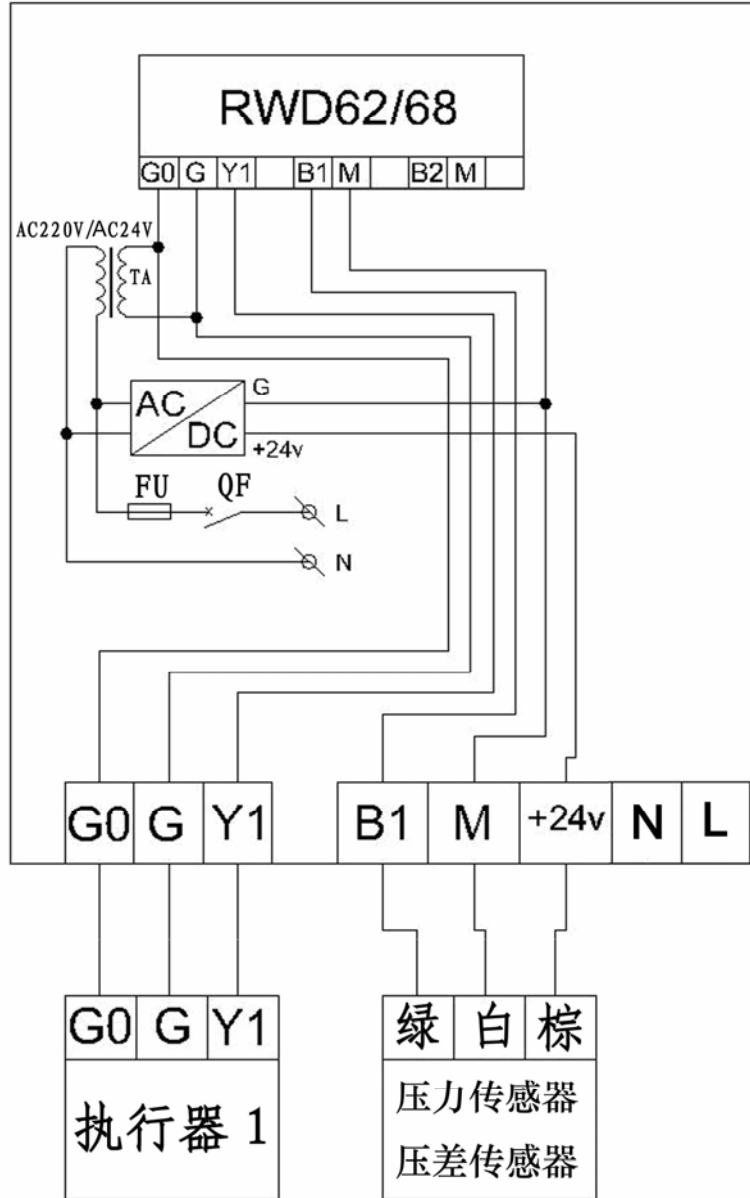 RWD62/68
G0 G Y1 B1 M B2 M
AC220V/AC24V
TA
AC
DC
G
+24v
FU QF
L
N
G0 G Y1 B1 M +24v N L
G0 G Y1 绿 白 棕
执行器 1
压力传感器
压差传感器